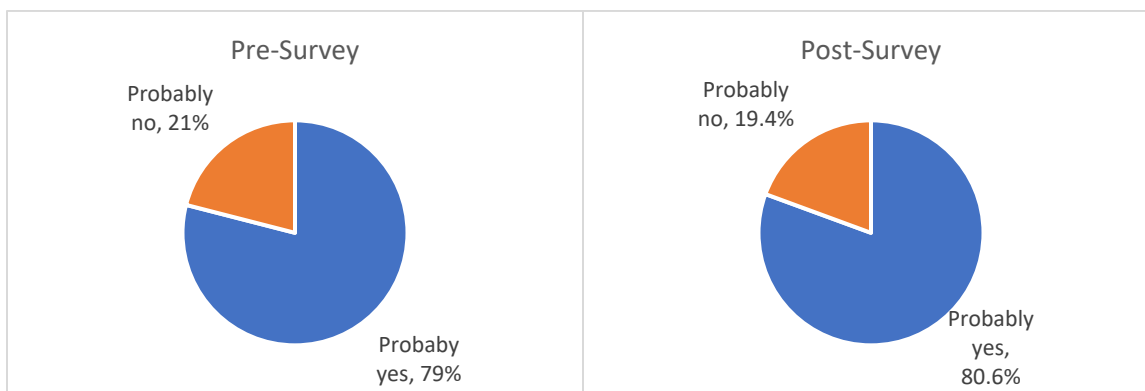 Pre-Survey
Probably
no, 21%
Probaby
yes, 79%
Post-Survey
Probably
no, 19.4%
Probably
yes,
80.6%